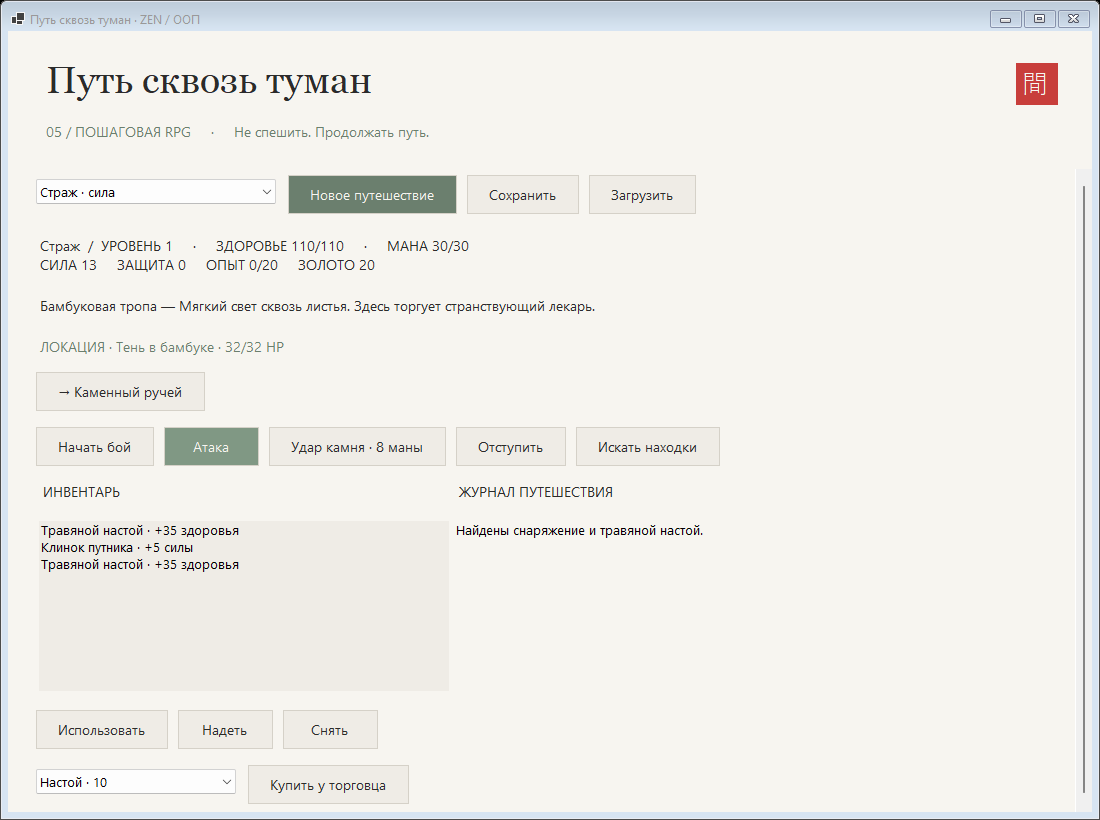 Путь сквозь туман · ZEN / ООП
Путь сквозь туман
間
05 / ПОШАГОВАЯ RPG · Не спешить. Продолжать путь.
Страж · сила
Новое путешествие
Сохранить
Загрузить
Страж / УРОВЕНЬ 1 · ЗДОРОВЬЕ 110/110 · МАНА 30/30
СИЛА 13 ЗАЩИТА 0 ОПЫТ 0/20 ЗОЛОТО 20
Бамбуковая тропа — Мягкий свет сквозь листья. Здесь торгует странствующий лекарь.
ЛОКАЦИЯ · Тень в бамбуке · 32/32 HP
→ Каменный ручей
Начать бой
Атака
Удар камня · 8 маны
Отступить
Искать находки
ИНВЕНТАРЬ
Травяной настой · +35 здоровья
Клинок путника · +5 силы
Травяной настой · +35 здоровья
ЖУРНАЛ ПУТЕШЕСТВИЯ
Найдены снаряжение и травяной настой.
Использовать
Надеть
Снять
Настой · 10
Купить у торговца